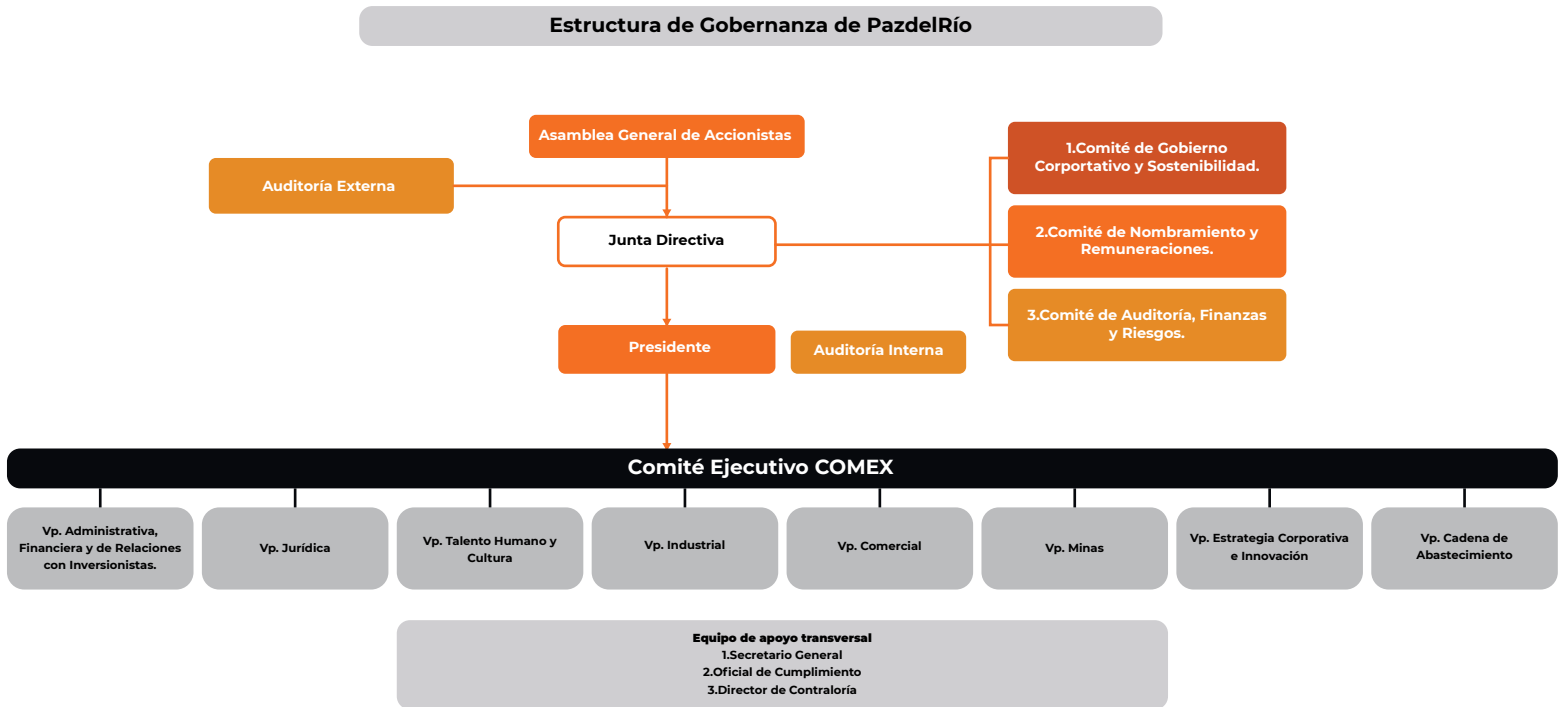 Estructura de Gobernanza de PazdelRío
Asamblea General de Accionistas
Auditoría Externa
Junta Directiva
1.Comité de Gobierno
Corportativo y Sostenibilidad.
2.Comité de Nombramiento y
Remuneraciones.
3.Comité de Auditoría, Finanzas
y Riesgos.
Presidente
Auditoría Interna
Comité Ejecutivo COMEX
Vp. Administrativa,
Financiera y de Relaciones
con Inversionistas.
Vp. Jurídica
Vp. Talento Humano y
Cultura
Vp. Industrial
Vp. Comercial
Vp. Minas
Vp. Estrategia Corporativa
e Innovación
Vp. Cadena de
Abastecimiento
Equipo de apoyo transversal
1.Secretario General
2.Oficial de Cumplimiento
3.Director de Contraloría